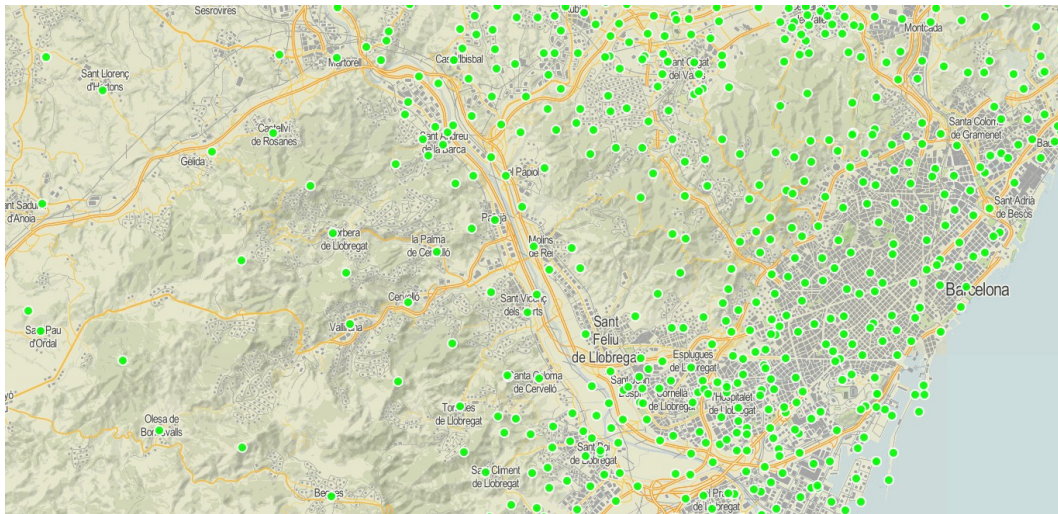 Sesrovires
Montcada
Martorell
Castellbisbal
Sant Cugat
Sant Llorenç
d'Hortons
Santa Coloma
de Gramenet
Castellví
de Rosanes
Sant Andreu
de la Barca
Gelida
el Papiol
Sant Adrià
de Besòs
d'Anoia
Pallejà
Corbera
de Llobregat
la Palma
de Cervelló
Molins
de Rei
Barcelona
Cervelló
Sant Vicenç
dels Horts
Vallirana
Sant Pau
d'Ordal
Sant
Feliu
de Llobregat
Esplugues
de Llobregat
Santa Coloma
de Cervelló
Cornellà
de Llobregat
l'Hospitalet
de Llobregat
Torrelles
de Llobregat
Olesa de
Bonesvalls
Sant Boi
de Llobregat
Sant Climent
de Llobregat
Begues